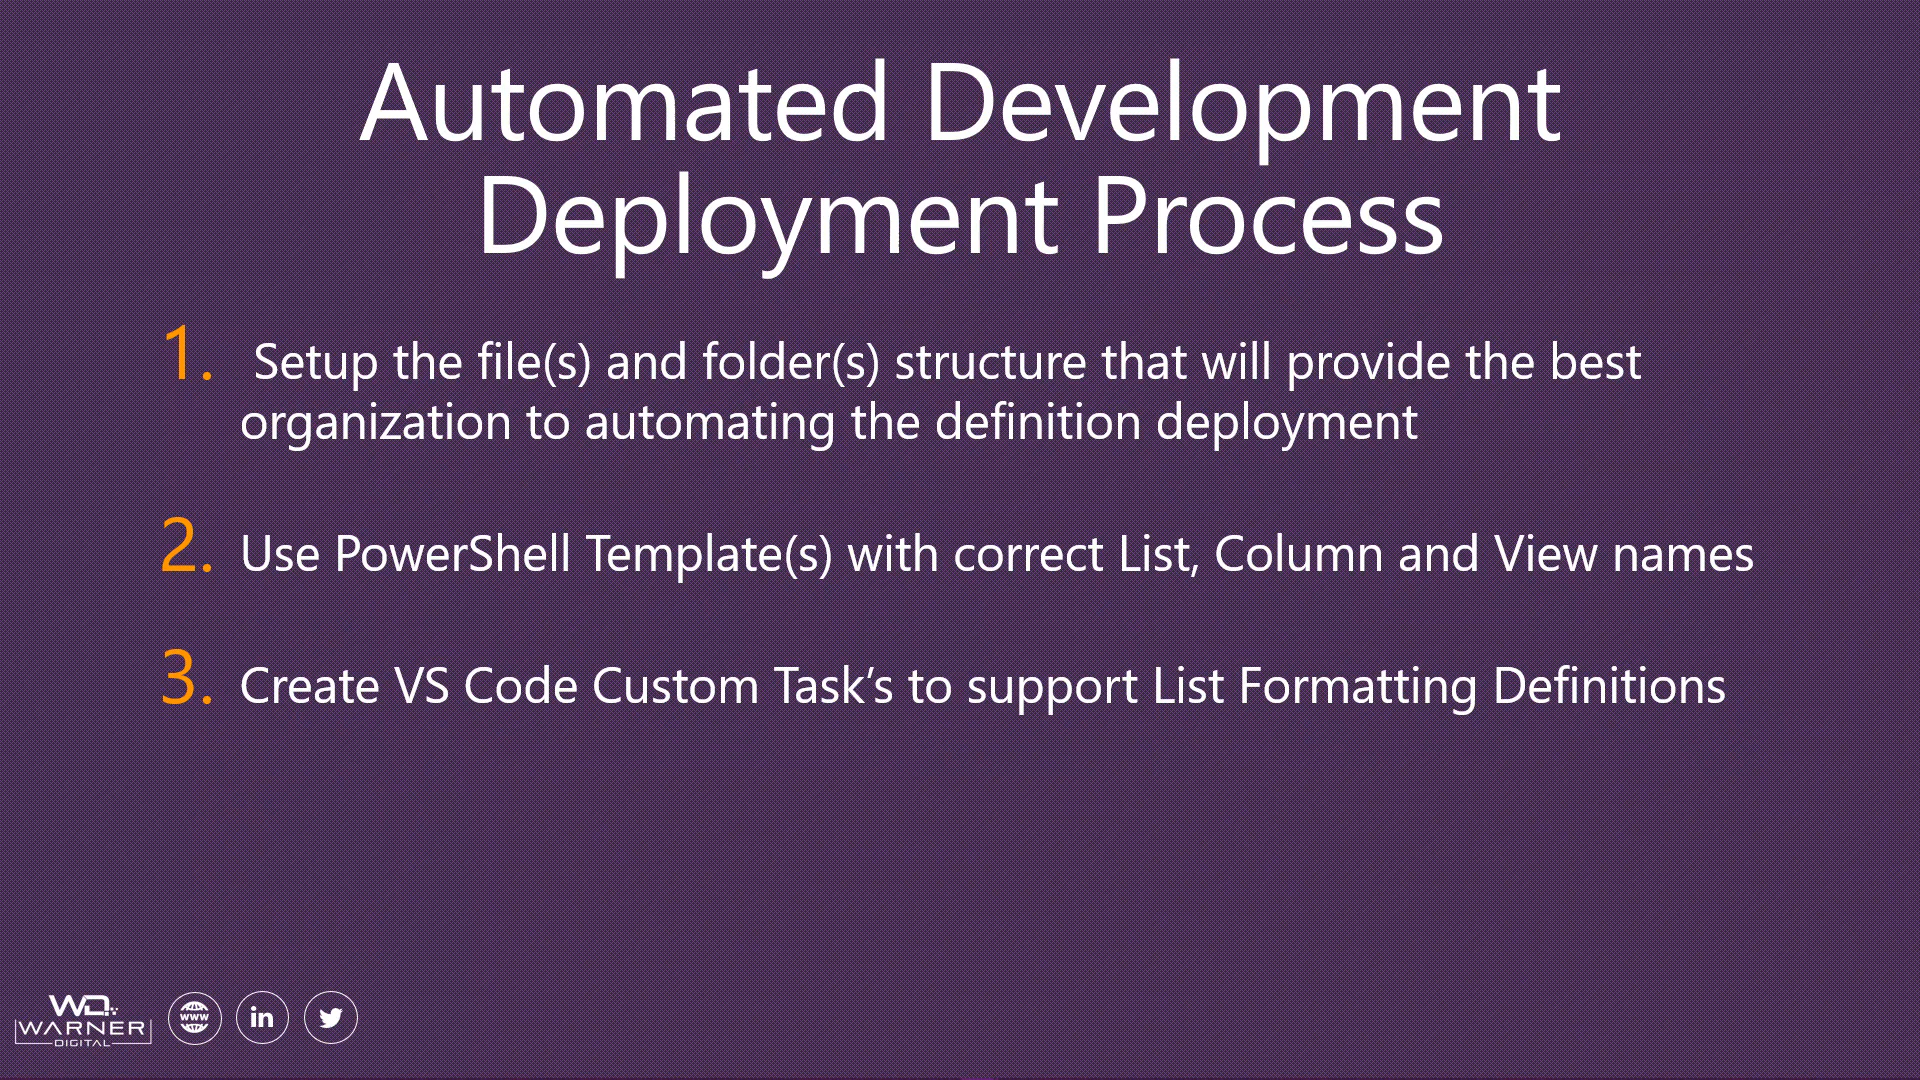 Automated Development
Deployment Process
1. Setup the file(s) and folder(s) structure that will provide the best
organization to automating the definition deployment
2. Use PowerShell Template(s) with correct List, Column and View names
3. Create VS Code Custom Task’s to support List Formatting Definitions
WD
WARNER
DIGITAL
www
in